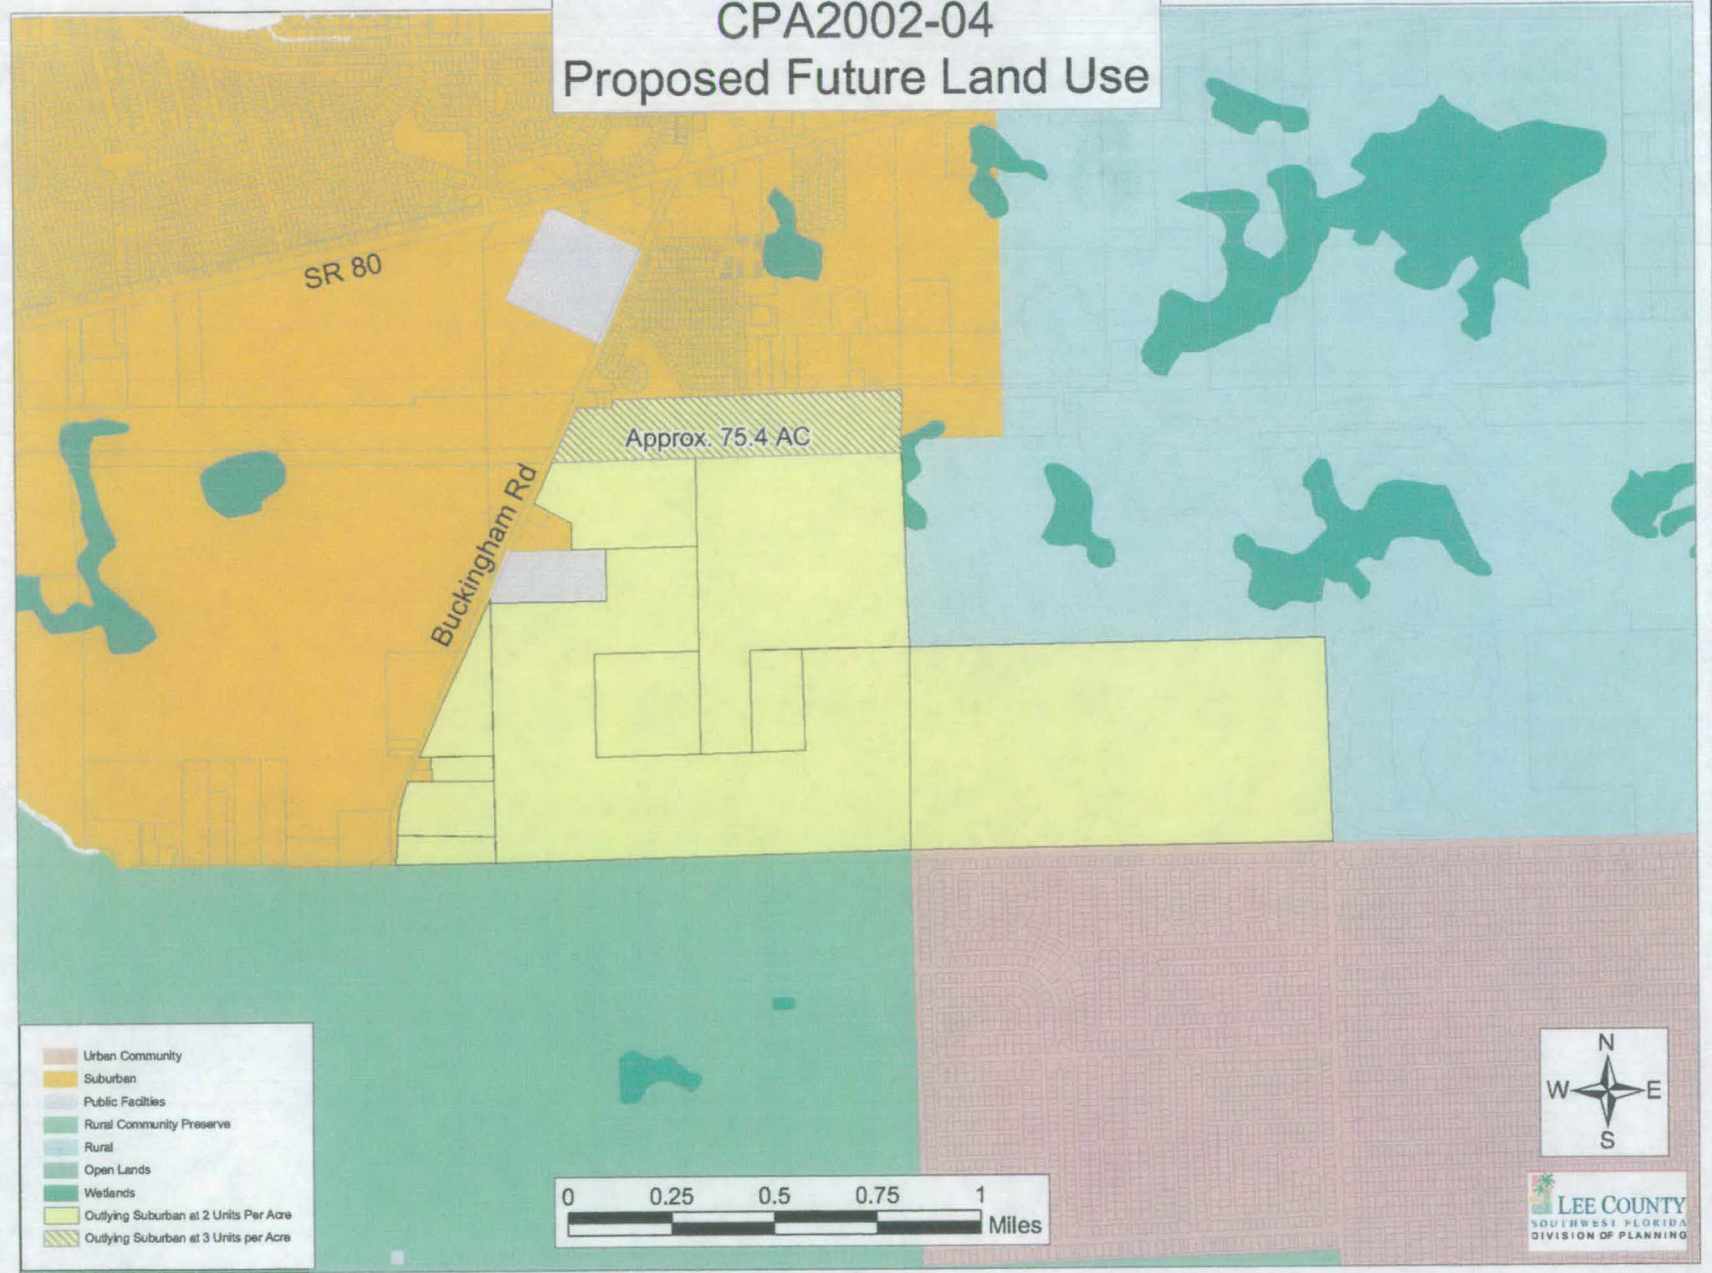 CPA2002-04
Proposed Future Land Use
SR 80
Approx. 75.4 AC
Buckingham Rd
Urban Community
Suburban
Public Facilties
Rural Community Preserve
Rural
Open Lands
Wetlands
Outlying Suburban at 2 Units Per Acre
Outlying Suburban at 3 Units per Acre
0 0.25 0.5 0.75 1
Miles
N
W E
S
LEE COUNTY
SOUTHWEST FLORIDA
DIVISION OF PLANNING